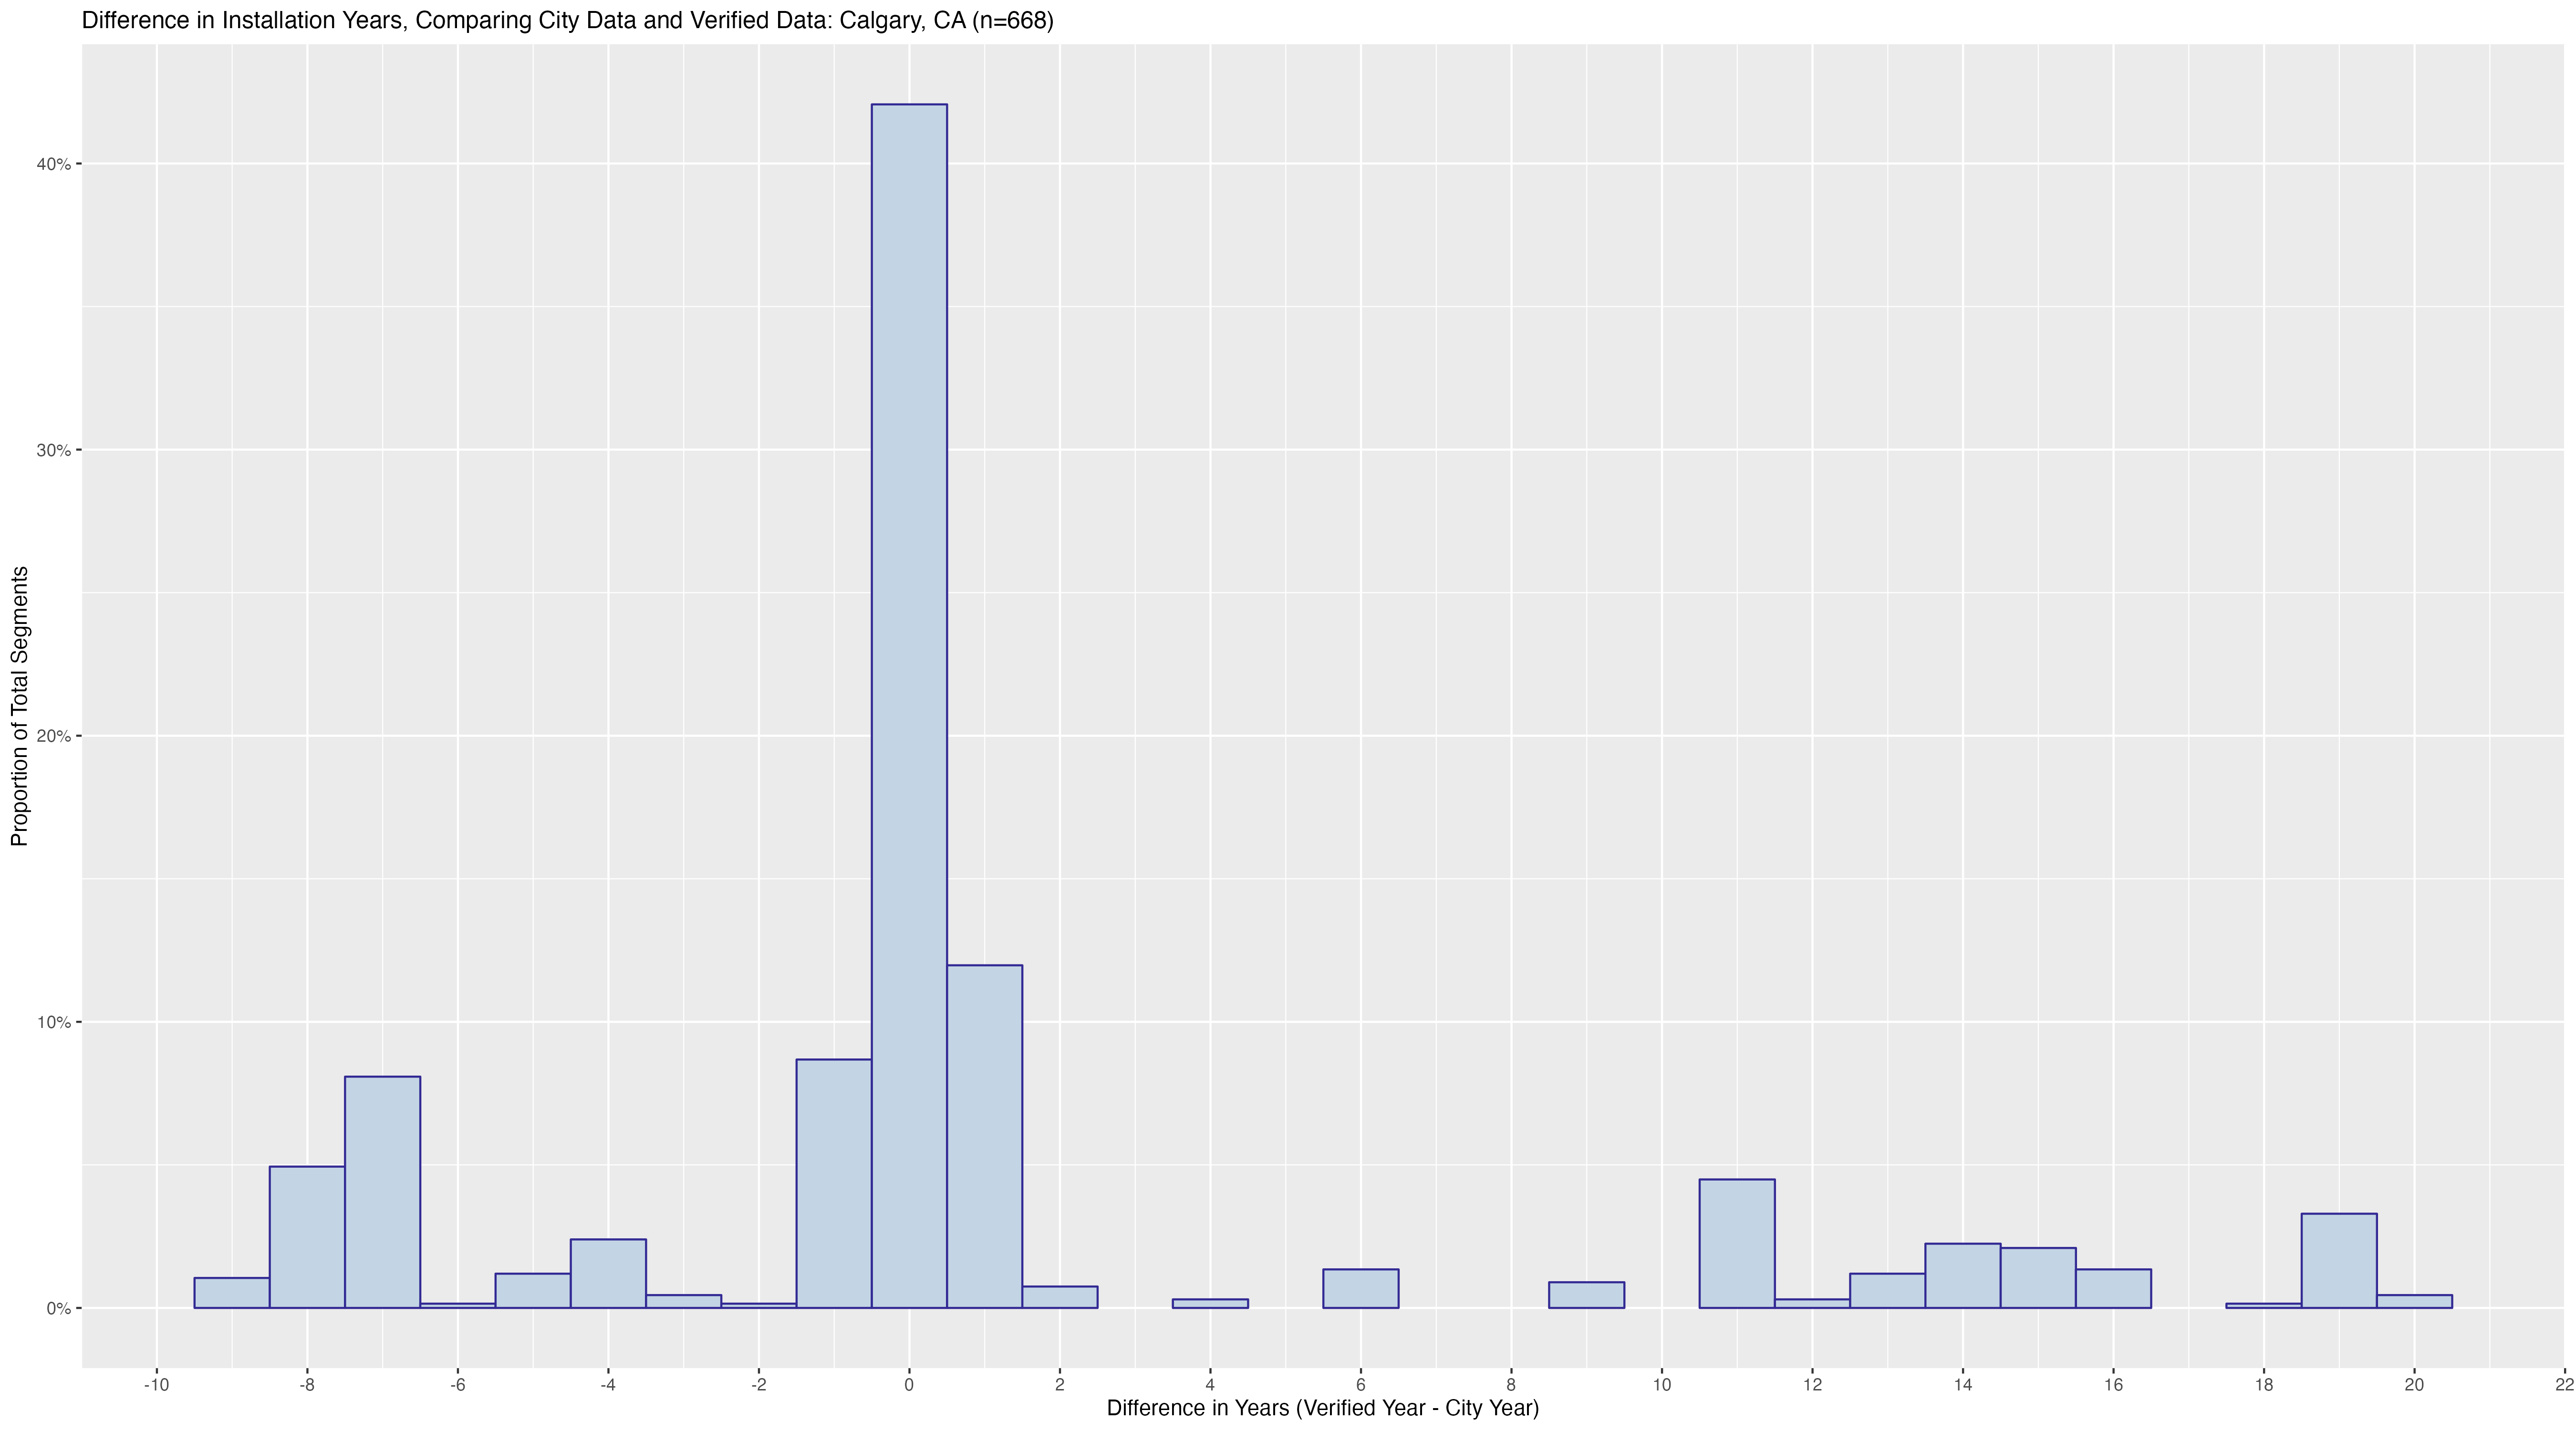 Difference in Installation Years, Comparing City Data and Verified Data: Calgary, CA (n=668)
Proportion of Total Segments
40%
30%
20%
10%
0%
-10 -8 -6 -4 -2 0 2 4 6 8 10 12 14 16 18 20 22
Difference in Years (Verified Year - City Year)